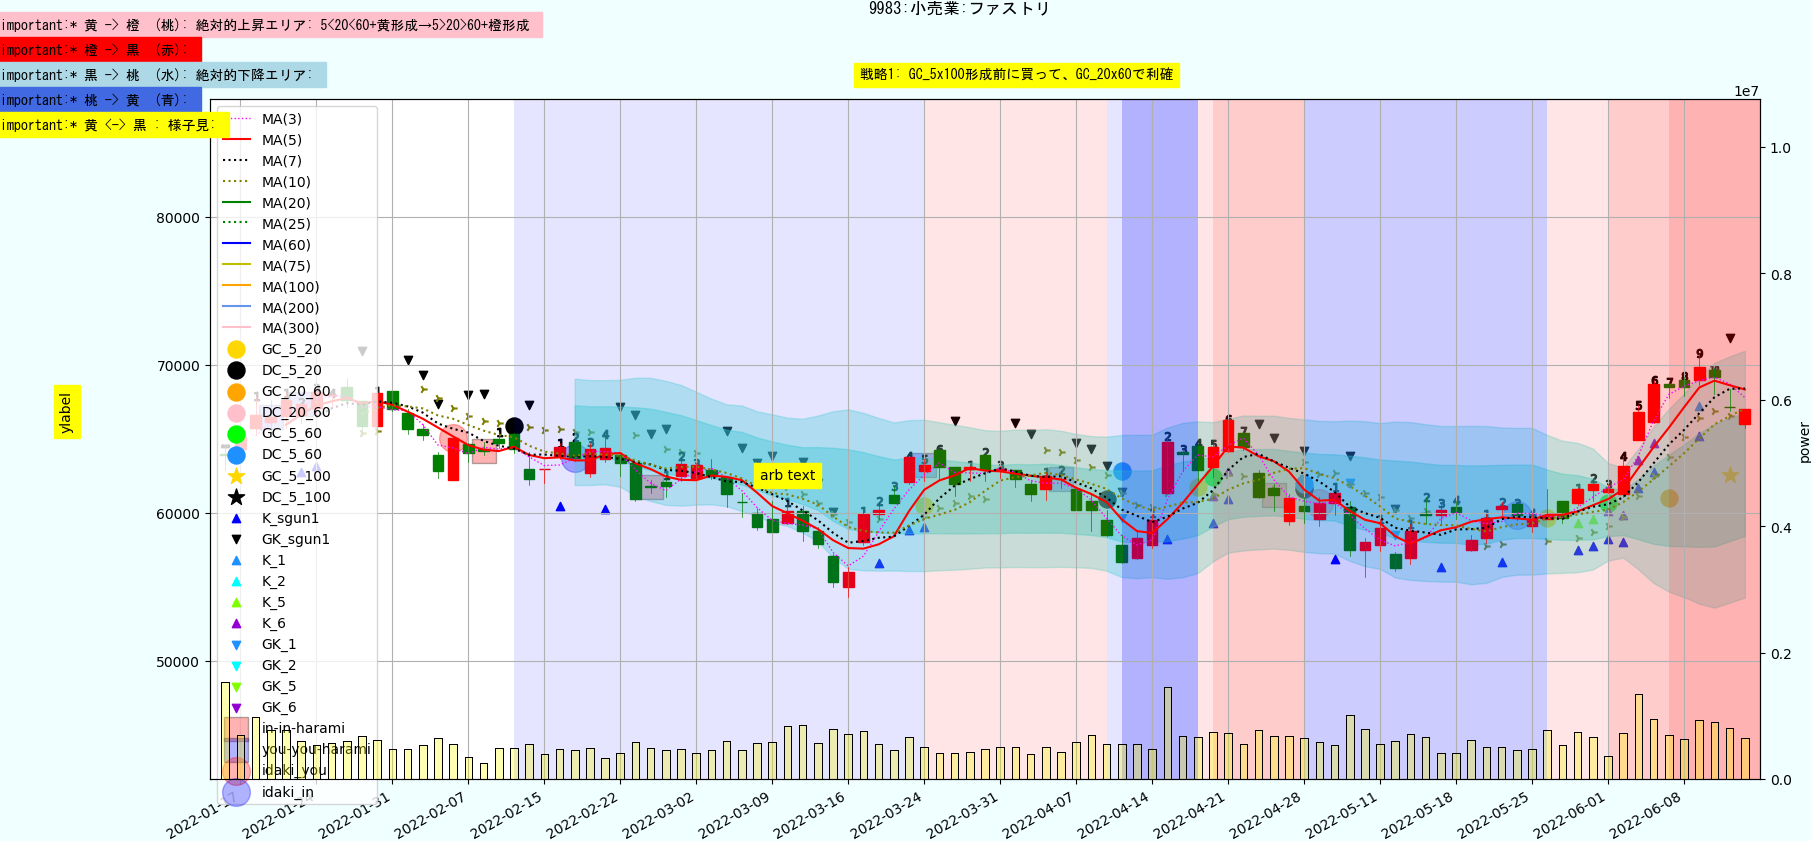 9983:小売業:ファストリ
important:* 黄 -> 橙 (桃): 絶対的上昇エリア: 5<20<60+黄形成→5>20>60+橙形成
important:* 橙 -> 黒 (赤):
important:* 黒 -> 桃 (水): 絶対的下降エリア:
戦略1: GC_5x100形成前に買って、GC_20x60で利確
important:* 桃 -> 黄 (青):
important:* 黄 <-> 黒 : 様子見:
1e7
MA(3)
MA(5)
MA(7)
MA(10)
MA(20)
MA(25)
MA(60)
MA(75)
MA(100)
MA(200)
MA(300)
GC_5_20
DC_5_20
GC_20_60
DC_20_60
GC_5_60
DC_5_60
GC_5_100
DC_5_100
K_sgun1
GK_sgun1
K_1
K_2
K_5
K_6
GK_1
GK_2
GK_5
GK_6
in-in-harami
you-you-harami
idaki_you
idaki_in
80000
70000
60000
50000
ylabel
arb text
1.0
0.8
0.6
0.4
0.2
0.0
power
2022-01-24
2022-01-31
2022-02-07
2022-02-15
2022-02-22
2022-03-02
2022-03-09
2022-03-16
2022-03-24
2022-03-31
2022-04-07
2022-04-14
2022-04-21
2022-04-28
2022-05-11
2022-05-18
2022-05-25
2022-06-01
2022-06-08